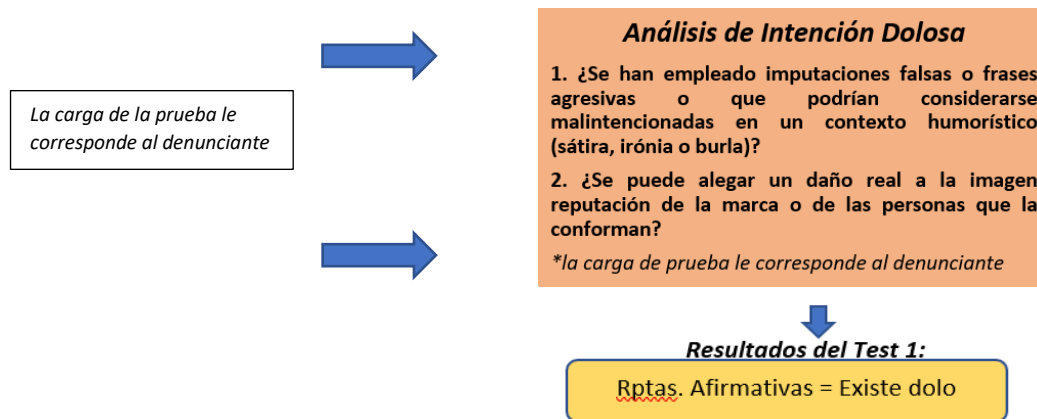 La carga de la prueba le
corresponde al denunciante
Análisis de Intención Dolosa
1. ¿Se han empleado imputaciones falsas o frases
agresivas o que podrían considerarse
malintencionadas en un contexto humorístico
(sátira, irónia o burla)?
2. ¿Se puede alegar un daño real a la imagen
reputación de la marca o de las personas que la
conforman?
*la carga de prueba le corresponde al denunciante
Resultados del Test 1:
Rptas. Afirmativas = Existe dolo